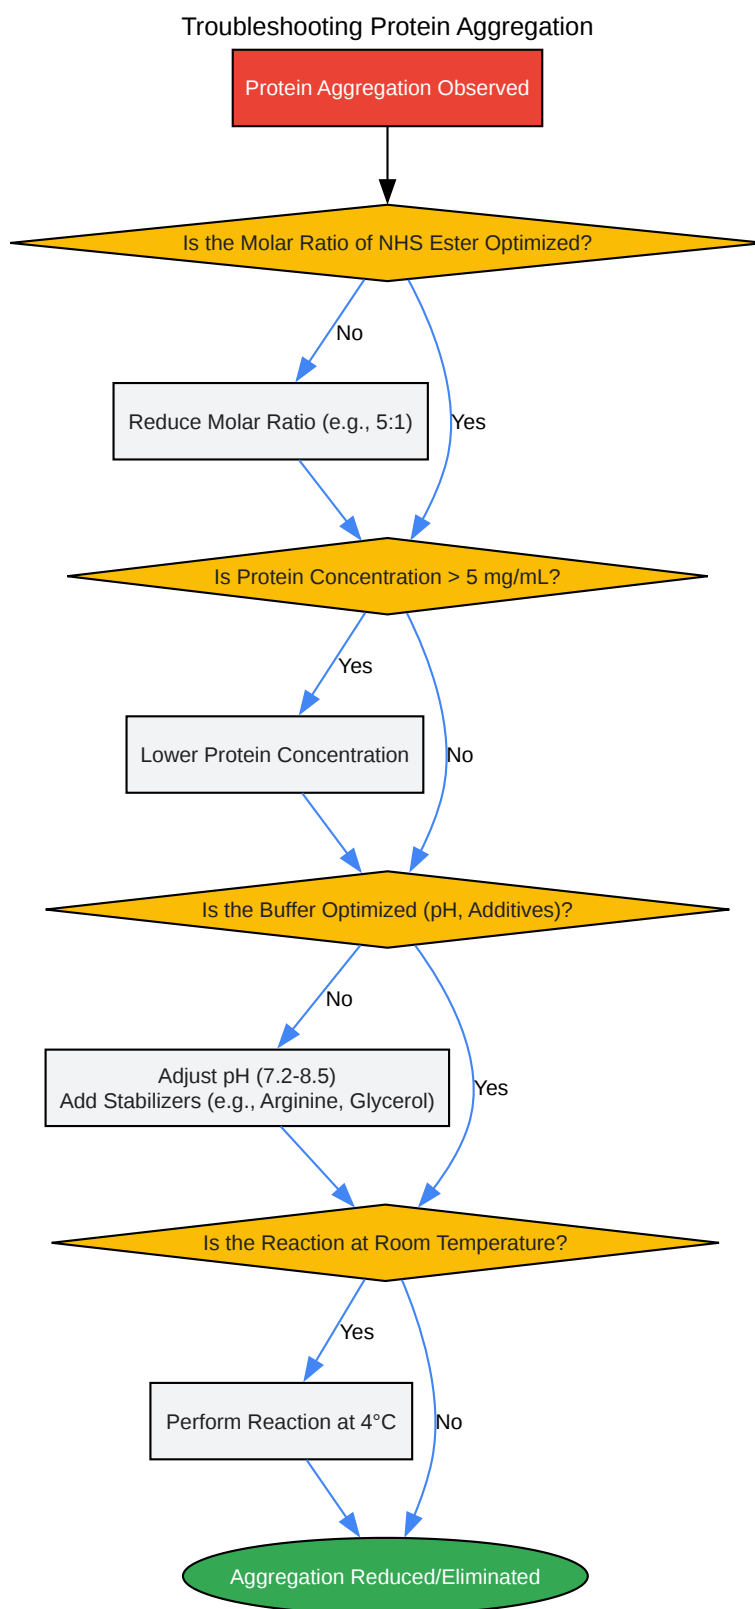 Troubleshooting Protein Aggregation
Protein Aggregation Observed
Is the Molar Ratio of NHS Ester Optimized?
No
Reduce Molar Ratio (e.g., 5:1)
Yes
Is Protein Concentration > 5 mg/mL?
Yes
Lower Protein Concentration
No
Is the Buffer Optimized (pH, Additives)?
No
Adjust pH (7.2-8.5)
Add Stabilizers (e.g., Arginine, Glycerol)
Yes
Is the Reaction at Room Temperature?
Yes
Perform Reaction at 4°C
No
Aggregation Reduced/Eliminated